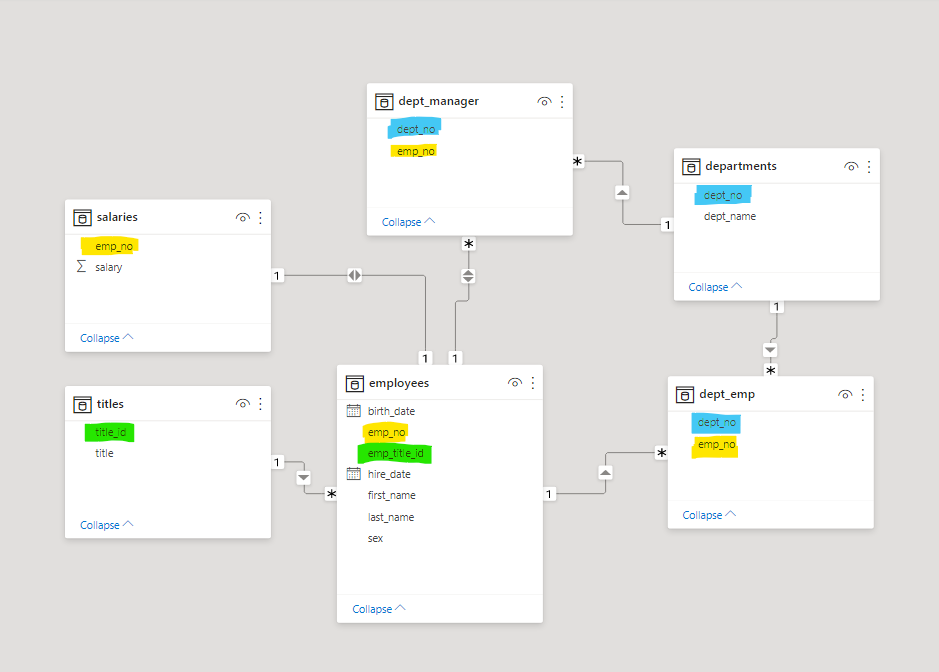 dept_manager
dept_no
emp_no
Collapse
*
1
departments
dept_no
dept_name
Collapse
1
*
salaries
emp_no
salary
Collapse
1
1
*
1
titles
title_id
title
Collapse
1
*
employees
birth_date
emp_no
emp_title_id
hire_date
first_name
last_name
sex
Collapse
1
*
dept_emp
dept_no
emp_no
Collapse